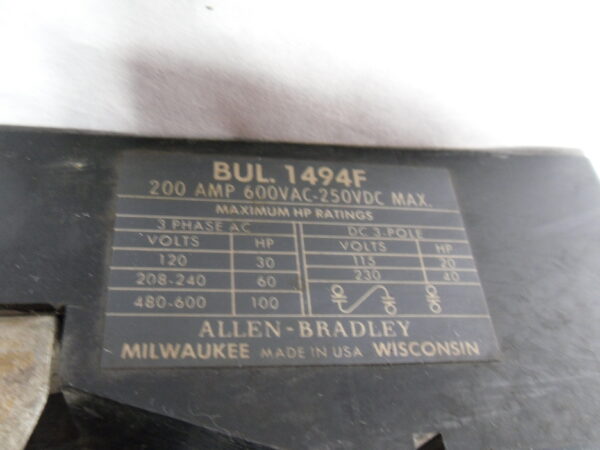 BUL. 1494F
200 AMP 600VAC-250VDC MAX.
MAXIMUM HP RATINGS
3 PHASE AC DC 3-POLE
VOLTS HP VOLTS HP
120 30 115 20
208-240 60 230 40
480-600 100
ALLEN-BRADLEY
MILWAUKEE MADE IN USA WISCONSIN